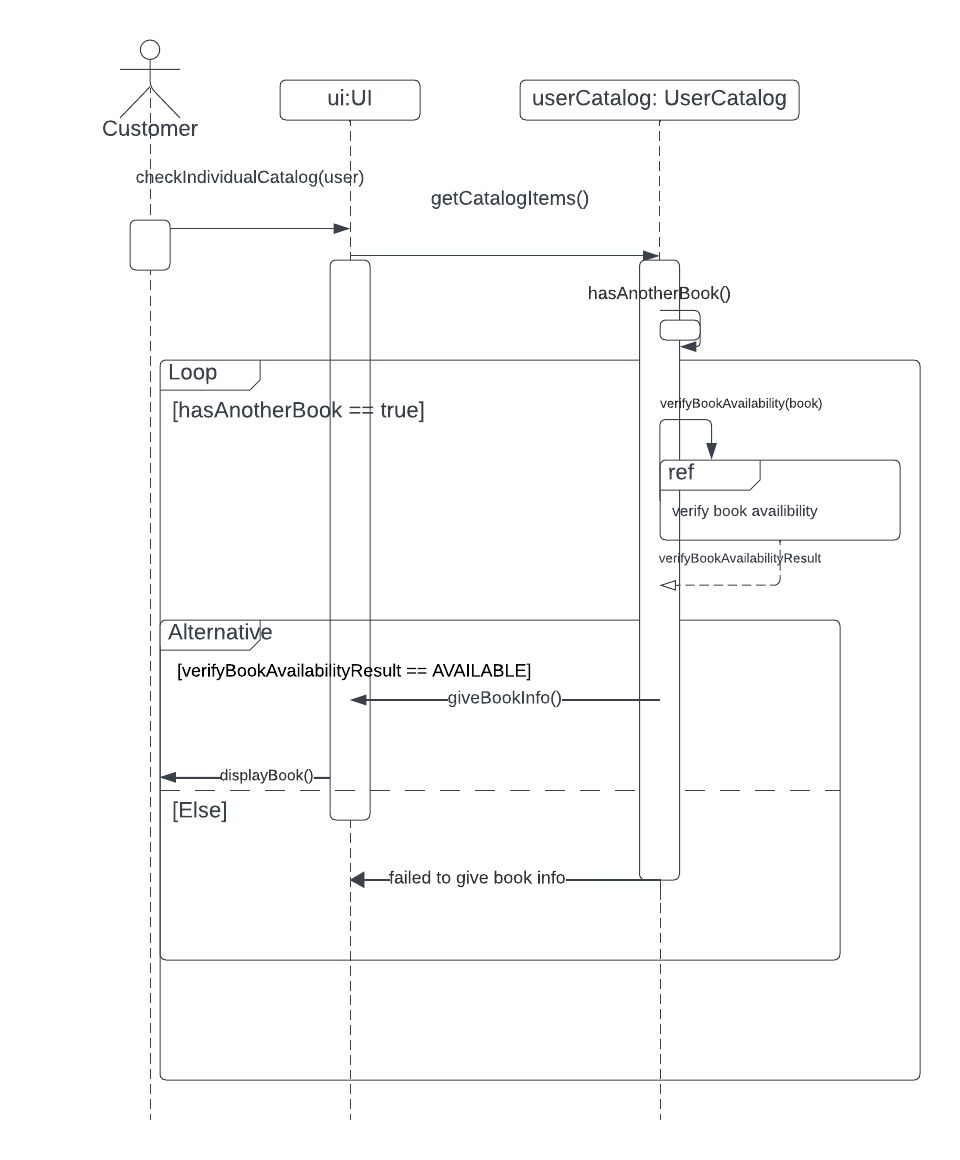 Customer
ui:UI
userCatalog: UserCatalog
checkIndividualCatalog(user)
getCatalogItems()
hasAnotherBook()
Loop
[hasAnotherBook == true]
verifyBookAvailability(book)
ref
verify book availibility
verifyBookAvailabilityResult
Alternative
[verifyBookAvailabilityResult == AVAILABLE]
giveBookInfo()
displayBook()
[Else]
failed to give book info